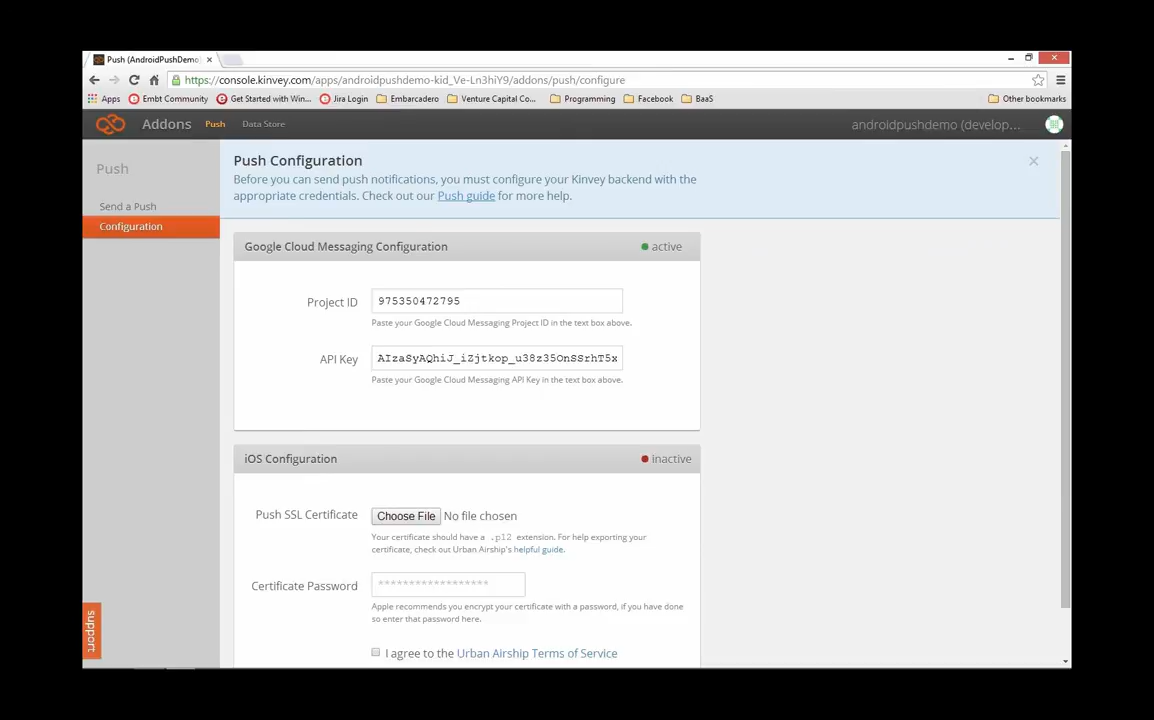 Push (AndroidPushDemo
https://console.kinvey.com/apps/androidpushdemo-kid_Ve-Ln3hiY9/addons/push/configure
Apps Embt Community Get Started with Win... Jira Login Embarcadero Venture Capital Co... Programming Facebook BaaS Other bookmarks
Addons Push Data Store androidpushdemo (develop...
Push
Send a Push
Configuration
Push Configuration
Before you can send push notifications, you must configure your Kinvey backend with the
appropriate credentials. Check out our Push guide for more help.
Google Cloud Messaging Configuration active
Project ID 975350472795
Paste your Google Cloud Messaging Project ID in the text box above.
API Key AIzaSyAQhiJ_iZjtkop_u38z35OnSSrhT5x
Paste your Google Cloud Messaging API Key in the text box above.
iOS Configuration inactive
Push SSL Certificate Choose File No file chosen
Your certificate should have a .p12 extension. For help exporting your
certificate, check out Urban Airship's helpful guide.
Certificate Password ******************
Apple recommends you encrypt your certificate with a password, if you have done
so enter that password here.
I agree to the Urban Airship Terms of Service
support